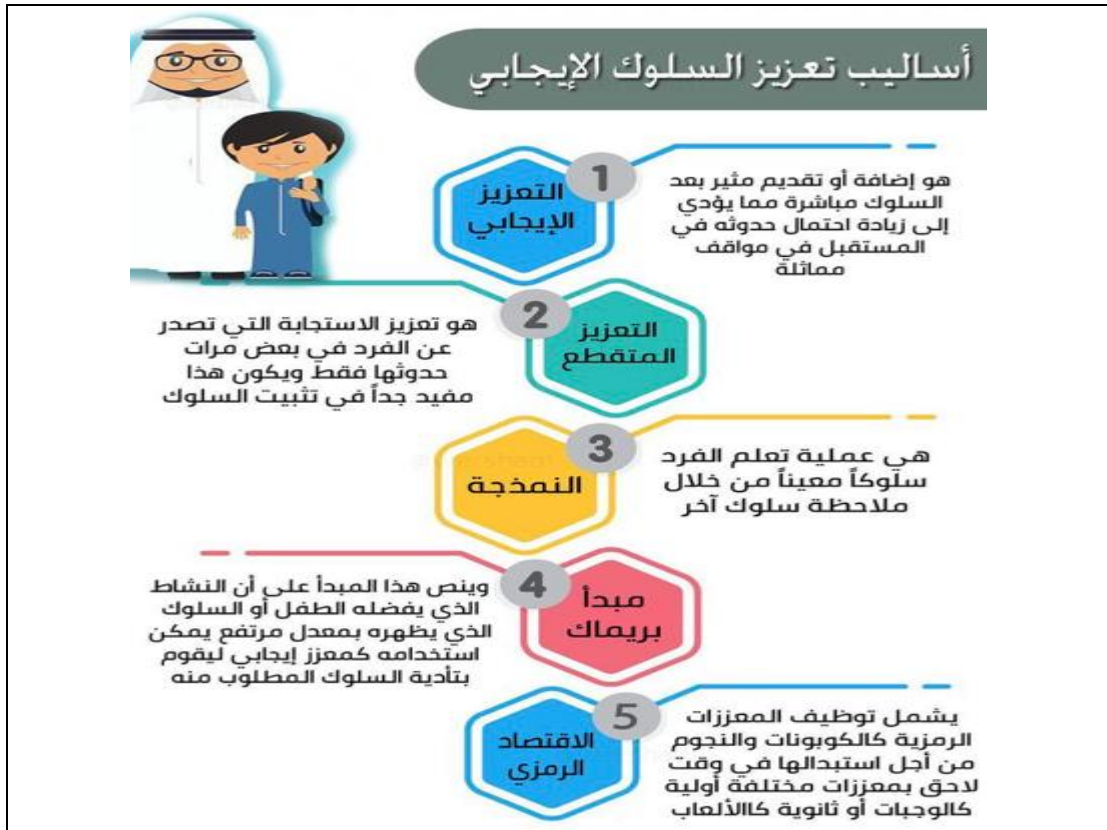 أساليب تعزيز السلوك الإيجابي
1
التعزيز
الإيجابي
هو إضافة أو تقديم مثير بعد
السلوك مباشرة مما يؤدي
إلى زيادة احتمال حدوثه في
المستقبل في مواقف
مماثلة
2
التعزيز
المتقطع
هو تعزيز الاستجابة التي تصدر
عن الفرد في بعض مرات
حدوثها فقط ويكون هذا
مفيد جداً في تثبيت السلوك
3
النمذجة
هي عملية تعلم الفرد
سلوكاً معيناً من خلال
ملاحظة سلوك آخر
4
مبدأ
بريماك
وينص هذا المبدأ على أن النشاط
الذي يفضله الطفل أو السلوك
الذي يظهره بمعدل مرتفع يمكن
استخدامه كمعزز إيجابي ليقوم
بتأدية السلوك المطلوب منه
5
الاقتصاد
الرمزي
يشمل توظيف المعززات
الرمزية كالكوبونات والنجوم
من أجل استبدالها في وقت
لاحق بمعززات مختلفة أولية
كالوجبات أو ثانوية كاالألعاب